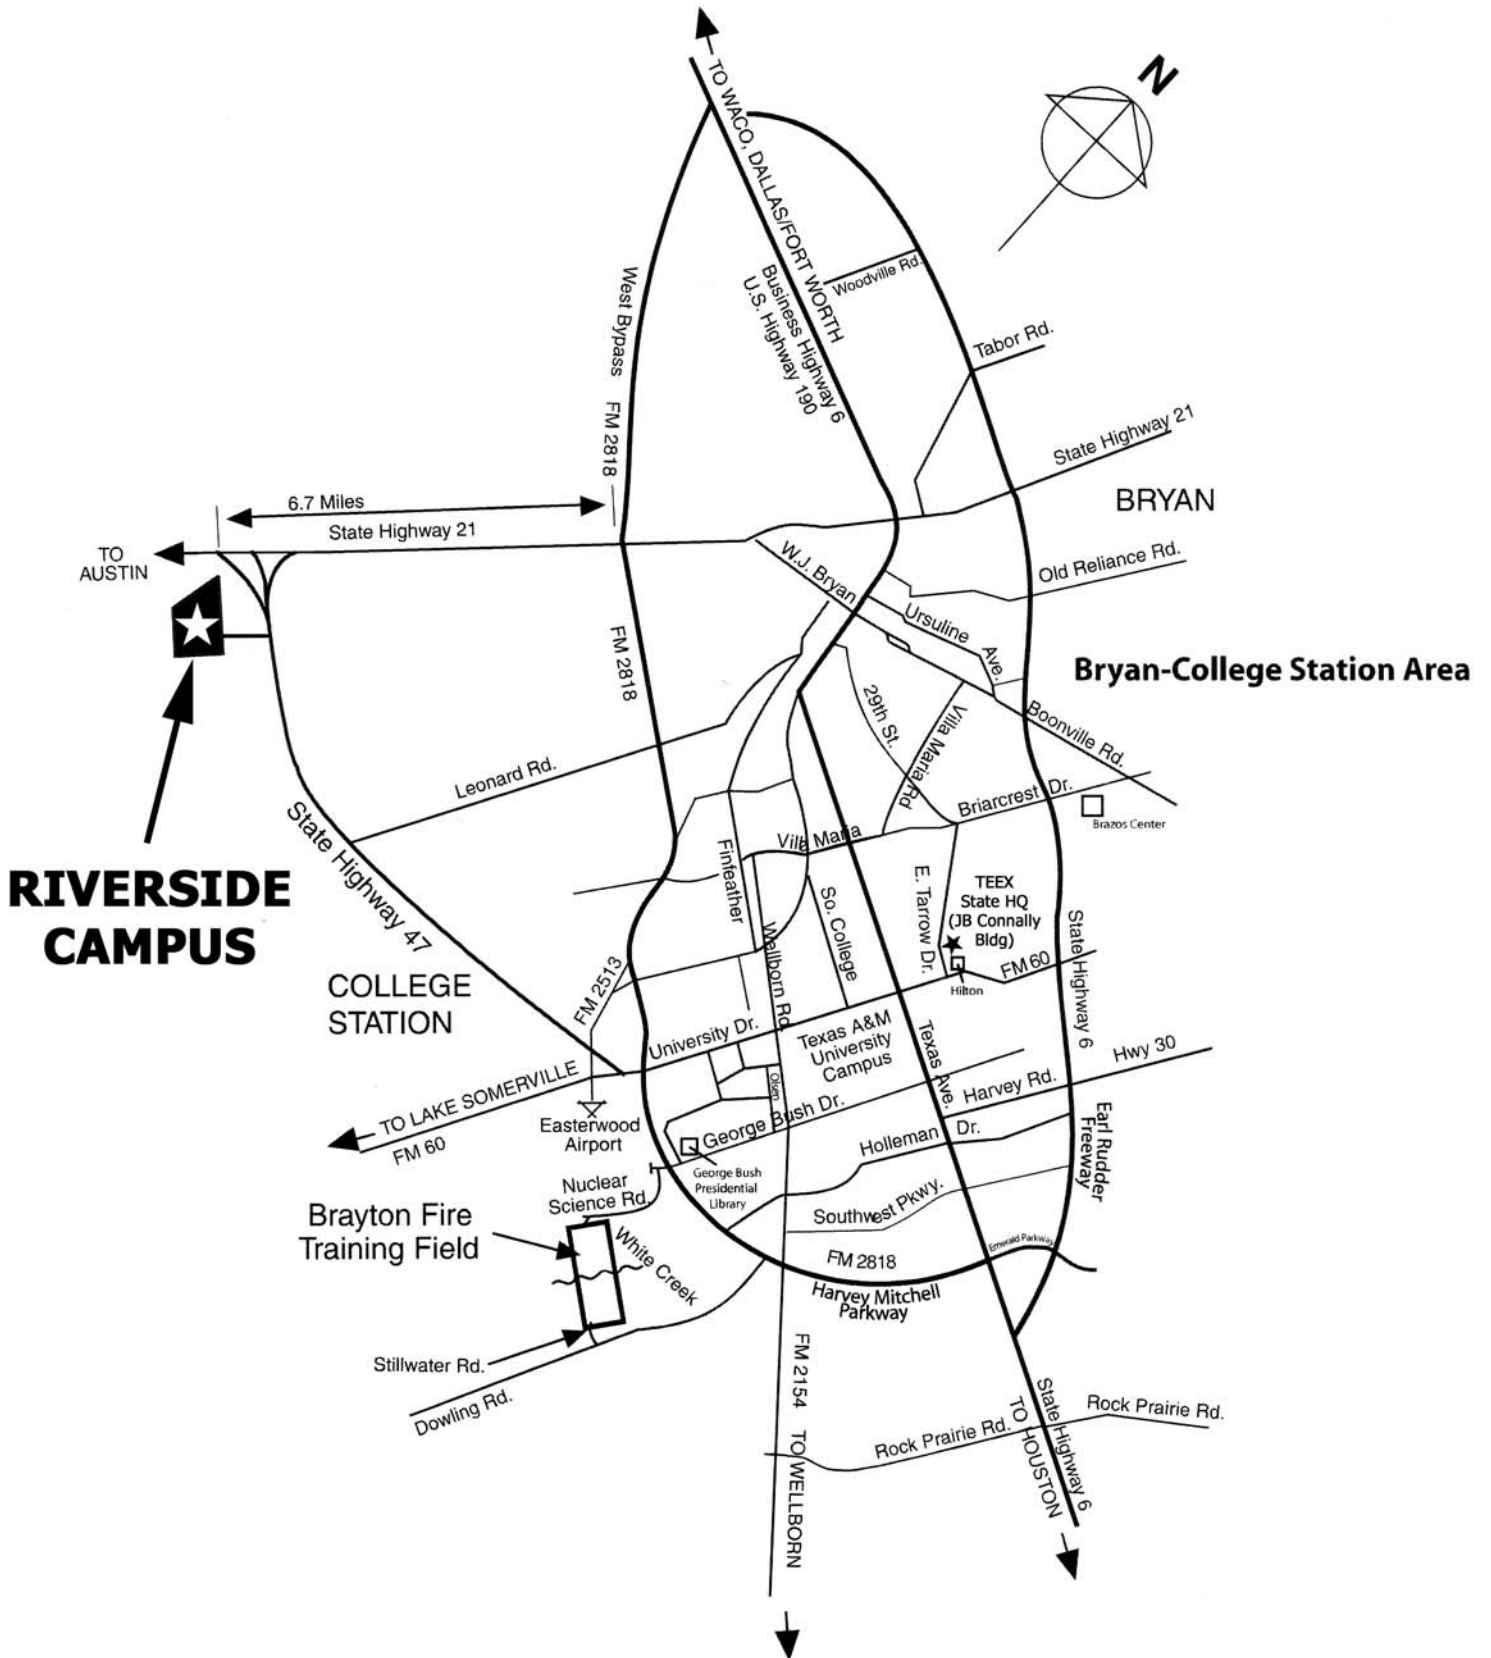 N
TO WACO, DALLAS/FORT WORTH
Business Highway 6
U.S. Highway 190
Woodville Rd.
Tabor Rd.
West Bypass
FM 2818
State Highway 21
BRYAN
6.7 Miles
State Highway 21
TO
AUSTIN
W.J. Bryan
Old Reliance Rd.
Ursuline
Ave.
FM 2818
Bryan-College Station Area
29th St.
Villa Maria Rd
Boonville Rd.
Leonard Rd.
Briarcrest Dr.
Brazos Center
State Highway 47
Villa Maria
Finfeather
RIVERSIDE
CAMPUS
E. Tarrow Dr.
TEEX
State HQ
(JB Connally
Bldg)
So. College
Wellborn Rd.
State Highway 6
COLLEGE
STATION
FM 2513
FM 60
Hilton
University Dr.
Texas A&M
University
Campus
Texas Ave.
Hwy 30
TO LAKE SOMERVILLE
FM 60
Olsen
Harvey Rd.
Easterwood
Airport
George Bush Dr.
Holleman Dr.
Earl Rudder
Freeway
George Bush
Presidential
Library
Nuclear
Science Rd.
Southwest Pkwy.
Brayton Fire
Training Field
White Creek
Emerald Parkway
FM 2818
Harvey Mitchell
Parkway
Stillwater Rd.
Dowling Rd.
FM 2154 TO WELLBORN
State Highway 6
TO HOUSTON
Rock Prairie Rd.
Rock Prairie Rd.